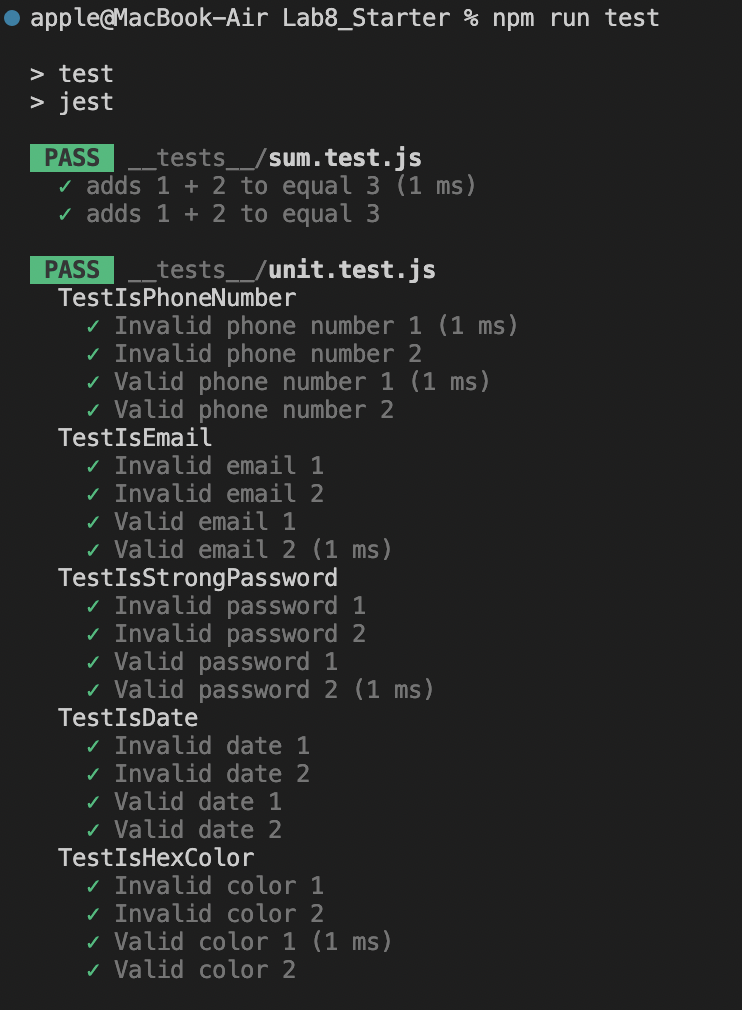 apple@MacBook-Air Lab8_Starter % npm run test
> test
> jest
PASS __tests__/sum.test.js
✓ adds 1 + 2 to equal 3 (1 ms)
✓ adds 1 + 2 to equal 3
PASS __tests__/unit.test.js
TestIsPhoneNumber
✓ Invalid phone number 1 (1 ms)
✓ Invalid phone number 2
✓ Valid phone number 1 (1 ms)
✓ Valid phone number 2
TestIsEmail
✓ Invalid email 1
✓ Invalid email 2
✓ Valid email 1
✓ Valid email 2 (1 ms)
TestIsStrongPassword
✓ Invalid password 1
✓ Invalid password 2
✓ Valid password 1
✓ Valid password 2 (1 ms)
TestIsDate
✓ Invalid date 1
✓ Invalid date 2
✓ Valid date 1
✓ Valid date 2
TestIsHexColor
✓ Invalid color 1
✓ Invalid color 2
✓ Valid color 1 (1 ms)
✓ Valid color 2